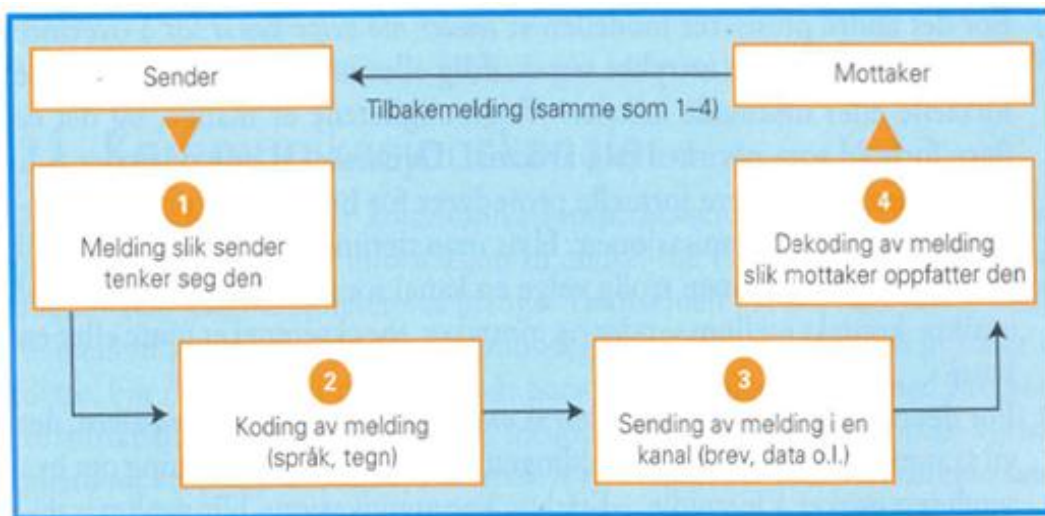 Sender
Mottaker
Tilbakemelding (samme som 1–4)
1
Melding slik sender
tenker seg den
4
Dekoding av melding
slik mottaker oppfatter den
2
Koding av melding
(språk, tegn)
3
Sending av melding i en
kanal (brev, data o.l.)